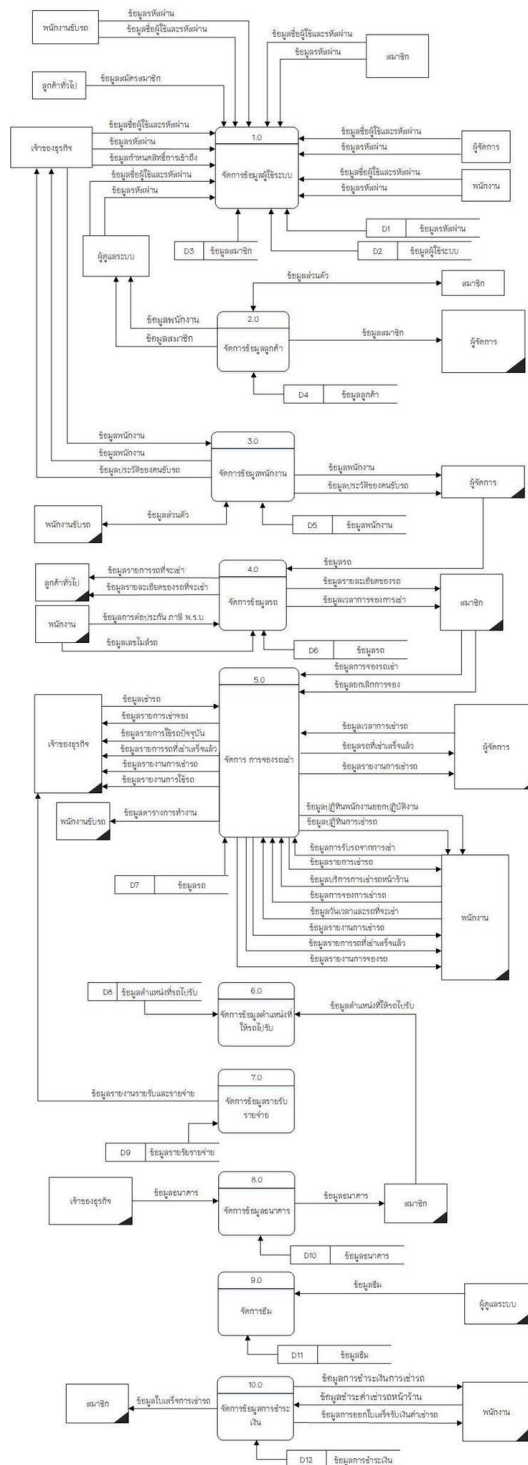 พนักงานขับรถ
ข้อมูลรหัสผ่าน
ข้อมูลชื่อผู้ใช้และรหัสผ่าน
ข้อมูลชื่อผู้ใช้และรหัสผ่าน
ข้อมูลรหัสผ่าน
สมาชิก
ลูกค้าทั่วไป
ข้อมูลสมัครสมาชิก
เจ้าของธุรกิจ
ข้อมูลชื่อผู้ใช้และรหัสผ่าน
ข้อมูลรหัสผ่าน
ข้อมูลกำหนดสิทธิ์การเข้าถึง
ข้อมูลชื่อผู้ใช้และรหัสผ่าน
ข้อมูลรหัสผ่าน
1.0
จัดการข้อมูลผู้ใช้ระบบ
ข้อมูลชื่อผู้ใช้และรหัสผ่าน
ข้อมูลรหัสผ่าน
ผู้จัดการ
ข้อมูลชื่อผู้ใช้และรหัสผ่าน
ข้อมูลรหัสผ่าน
พนักงาน
D1 ข้อมูลรหัสผ่าน
D2 ข้อมูลผู้ใช้ระบบ
D3 ข้อมูลสมาชิก
ผู้ดูแลระบบ
ข้อมูลส่วนตัว
สมาชิก
ข้อมูลพนักงาน
ข้อมูลสมาชิก
2.0
จัดการข้อมูลลูกค้า
ข้อมูลสมาชิก
ผู้จัดการ
D4 ข้อมูลลูกค้า
ข้อมูลพนักงาน
ข้อมูลพนักงาน
ข้อมูลประวัติของคนขับรถ
3.0
จัดการข้อมูลพนักงาน
ข้อมูลพนักงาน
ข้อมูลประวัติของคนขับรถ
ผู้จัดการ
พนักงานขับรถ
ข้อมูลส่วนตัว
D5 ข้อมูลพนักงาน
ข้อมูลรถ
ลูกค้าทั่วไป
ข้อมูลรายการรถที่จะเช่า
ข้อมูลรายละเอียดของรถที่จะเช่า
4.0
จัดการข้อมูลรถ
ข้อมูลรายละเอียดของรถ
ข้อมูลเวลาการจองการเช่า
สมาชิก
พนักงาน
ข้อมูลการต่อประกัน ภาษี พ.ร.บ
ข้อมูลเลขไมล์รถ
D6 ข้อมูลรถ
ข้อมูลการจองรถเช่า
ข้อมูลยกเลิกการจอง
5.0
จัดการ การจองรถเช่า
เจ้าของธุรกิจ
ข้อมูลเช่ารถ
ข้อมูลรายการเช่าจอง
ข้อมูลรายการใช้รถปัจจุบัน
ข้อมูลรายการรถที่เช่าเสร็จแล้ว
ข้อมูลรายงานการเช่ารถ
ข้อมูลรายงานการใช้รถ
ข้อมูลเวลาการเช่ารถ
ข้อมูลรถที่เช่าเสร็จแล้ว
ข้อมูลรายงานการเช่ารถ
ผู้จัดการ
พนักงานขับรถ
ข้อมูลตารางการทำงาน
ข้อมูลปฏิทินพนักงานออกปฏิบัติงาน
ข้อมูลปฏิทินการเช่ารถ
ข้อมูลการรับรถจากการเช่า
ข้อมูลรายการเช่ารถ
ข้อมูลบริการการเช่ารถหน้าร้าน
ข้อมูลการจองการเช่ารถ
ข้อมูลวันเวลาและรถที่จะเช่า
ข้อมูลรายงานการเช่ารถ
ข้อมูลรายการรถที่เช่าเสร็จแล้ว
ข้อมูลรายงานการจองรถ
พนักงาน
D7 ข้อมูลรถ
D8 ข้อมูลตำแหน่งที่รถไปรับ
6.0
จัดการข้อมูลตำแหน่งที่
ให้รถไปรับ
ข้อมูลตำแหน่งที่ให้รถไปรับ
ข้อมูลรายงานรายรับและรายจ่าย
7.0
จัดการข้อมูลรายรับ
รายจ่าย
D9 ข้อมูลรายรับรายจ่าย
เจ้าของธุรกิจ
ข้อมูลธนาคาร
8.0
จัดการข้อมูลธนาคาร
ข้อมูลธนาคาร
สมาชิก
D10 ข้อมูลธนาคาร
9.0
จัดการธีม
ข้อมูลธีม
ผู้ดูแลระบบ
D11 ข้อมูลธีม
สมาชิก
ข้อมูลใบเสร็จการเช่ารถ
10.0
จัดการข้อมูลการชำระ
เงิน
ข้อมูลการชำระเงินการเช่ารถ
ข้อมูลชำระค่าเช่ารถหน้าร้าน
ข้อมูลการออกใบเสร็จรับเงินค่าเช่ารถ
พนักงาน
D12 ข้อมูลการชำระเงิน